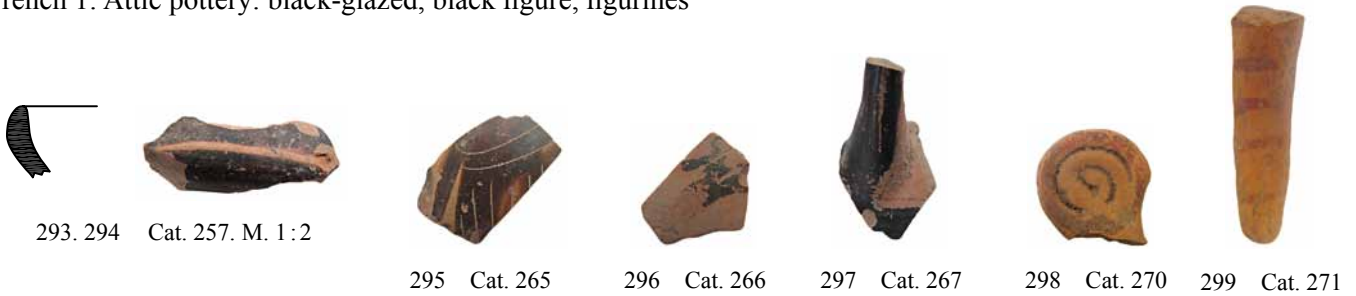 rench 1. Attic pottery: black-glazed, black figure, figurines
293. 294 Cat. 257. M. 1:2
295 Cat. 265
296 Cat. 266
297 Cat. 267
298 Cat. 270
299 Cat. 271